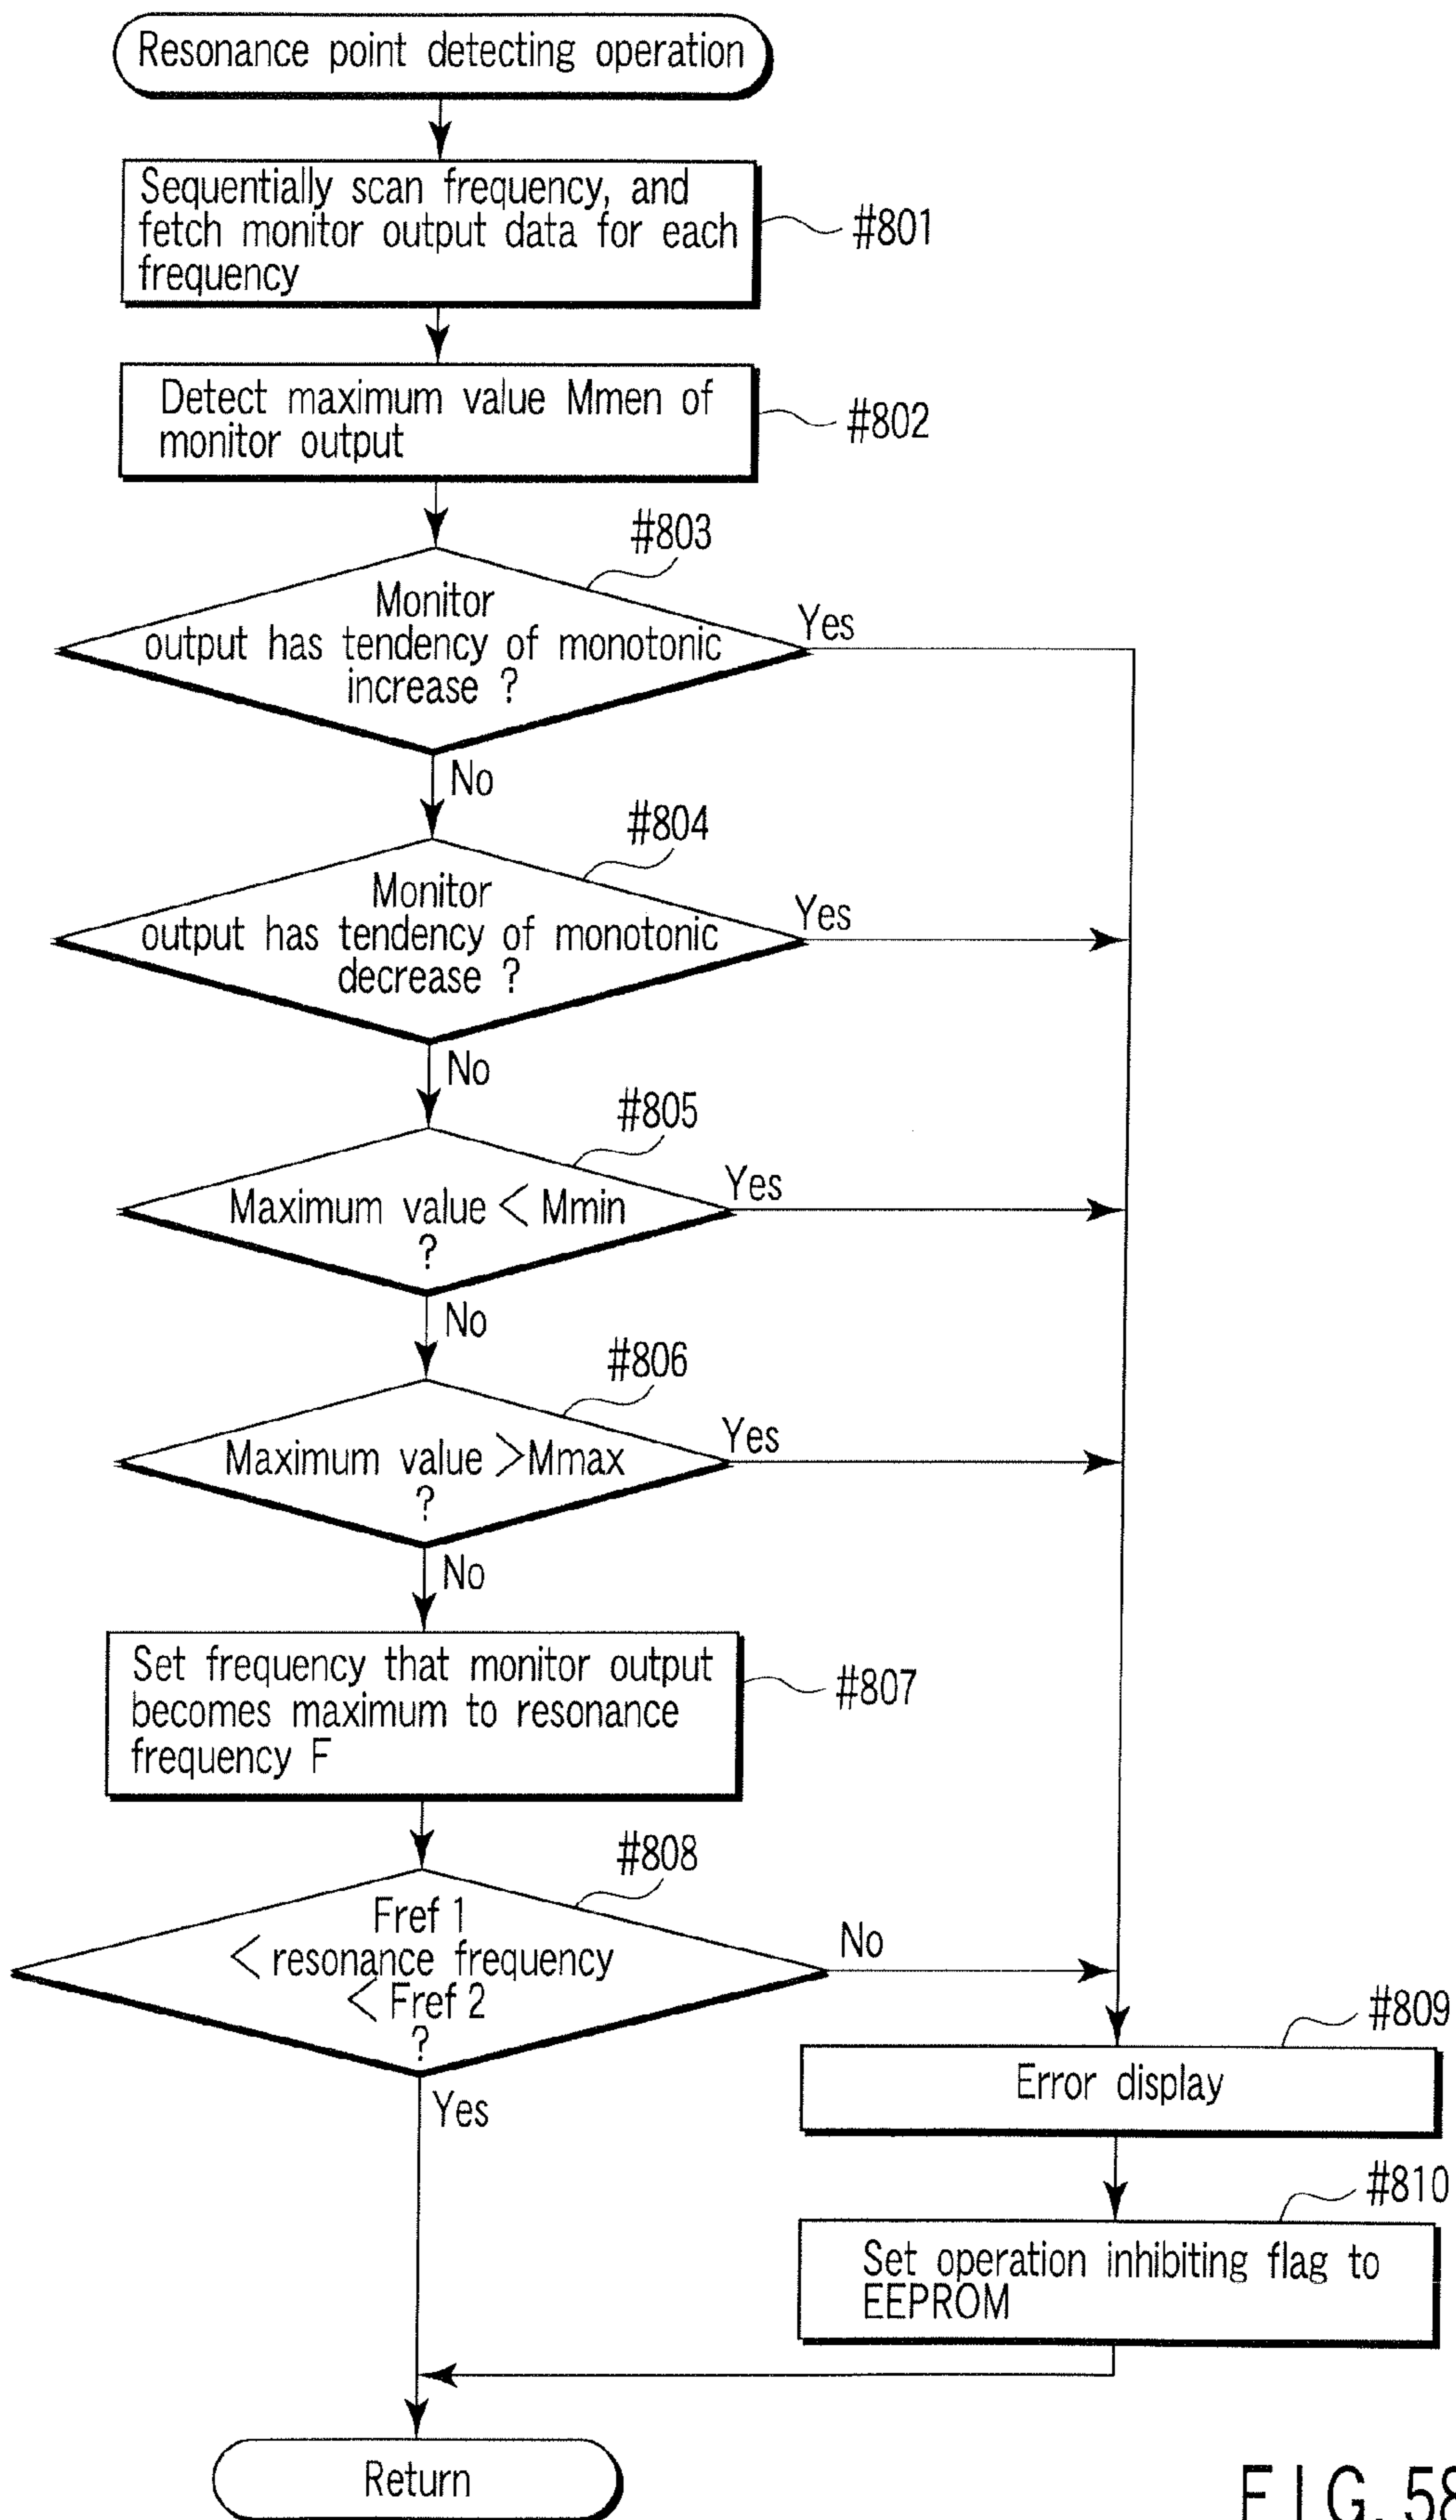 Resonance point detecting operation
Sequentially scan frequency, and
fetch monitor output data for each
frequency
#801
Detect maximum value Mmen of
monitor output
#802
#803
Monitor
output has tendency of monotonic
increase ?
Yes
No
#804
Monitor
output has tendency of monotonic
decrease ?
Yes
No
#805
Maximum value < Mmin
?
Yes
No
#806
Maximum value >Mmax
?
Yes
No
Set frequency that monitor output
becomes maximum to resonance
frequency F
#807
#808
Fref 1
< resonance frequency
< Fref 2
?
No
Yes
#809
Error display
#810
Set operation inhibiting flag to
EEPROM
Return
FIG. 58